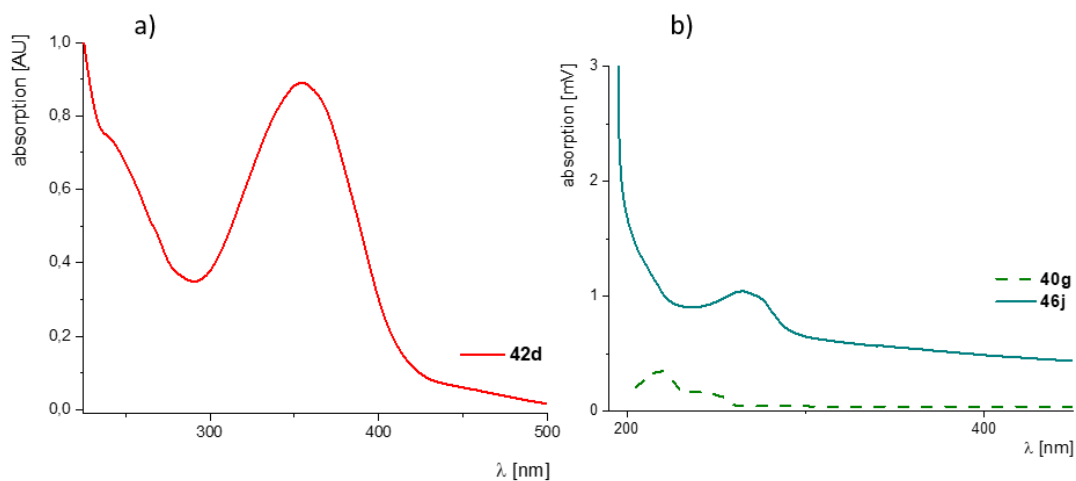 a)
absorption [AU]
1,0
0,8
0,6
0,4
0,2
0,0
300
400
500
λ [nm]
42d
b)
absorption [mV]
3
2
1
0
200
400
λ [nm]
40g
46j